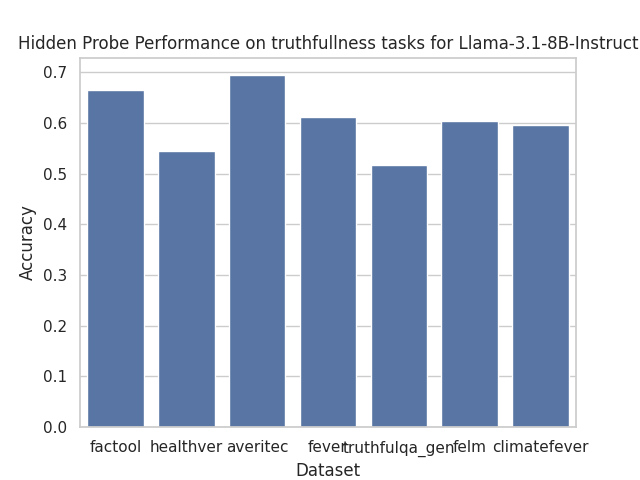 Hidden Probe Performance on truthfullness tasks for Llama-3.1-8B-Instruct
0.7
0.6
0.5
0.4
0.3
0.2
0.1
0.0
Accuracy
factool healthver averitec fever truthfulqa_gen felm climatefever
Dataset